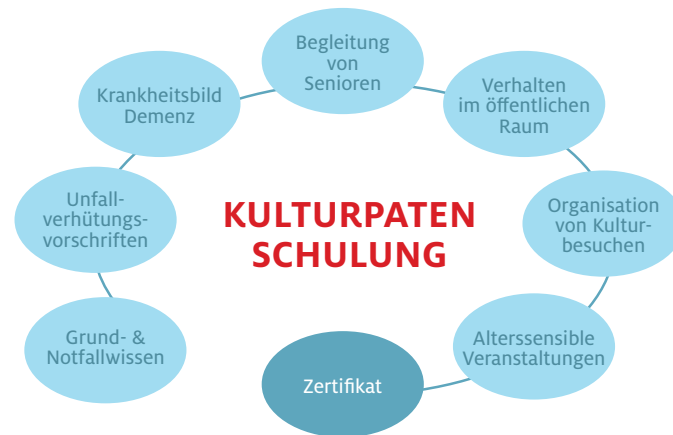 Begleitung
von
Senioren
Krankheitsbild
Demenz
Verhalten
im öffentlichen
Raum
Unfall-
verhütungs-
vorschriften
KULTURPATEN
SCHULUNG
Organisation
von Kultur-
besuchen
Grund- &
Notfallwissen
Alterssensible
Veranstaltungen
Zertifikat